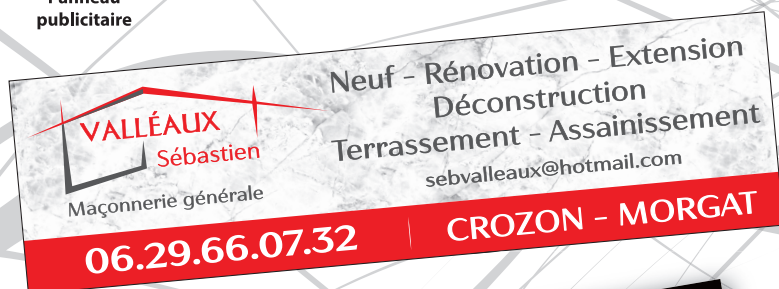 Panneau
publicitaire
VALLÉAUX
Sébastien
Maçonnerie générale
Neuf - Rénovation - Extension
Déconstruction
Terrassement - Assainissement
sebvalleaux@hotmail.com
06.29.66.07.32
CROZON - MORGAT